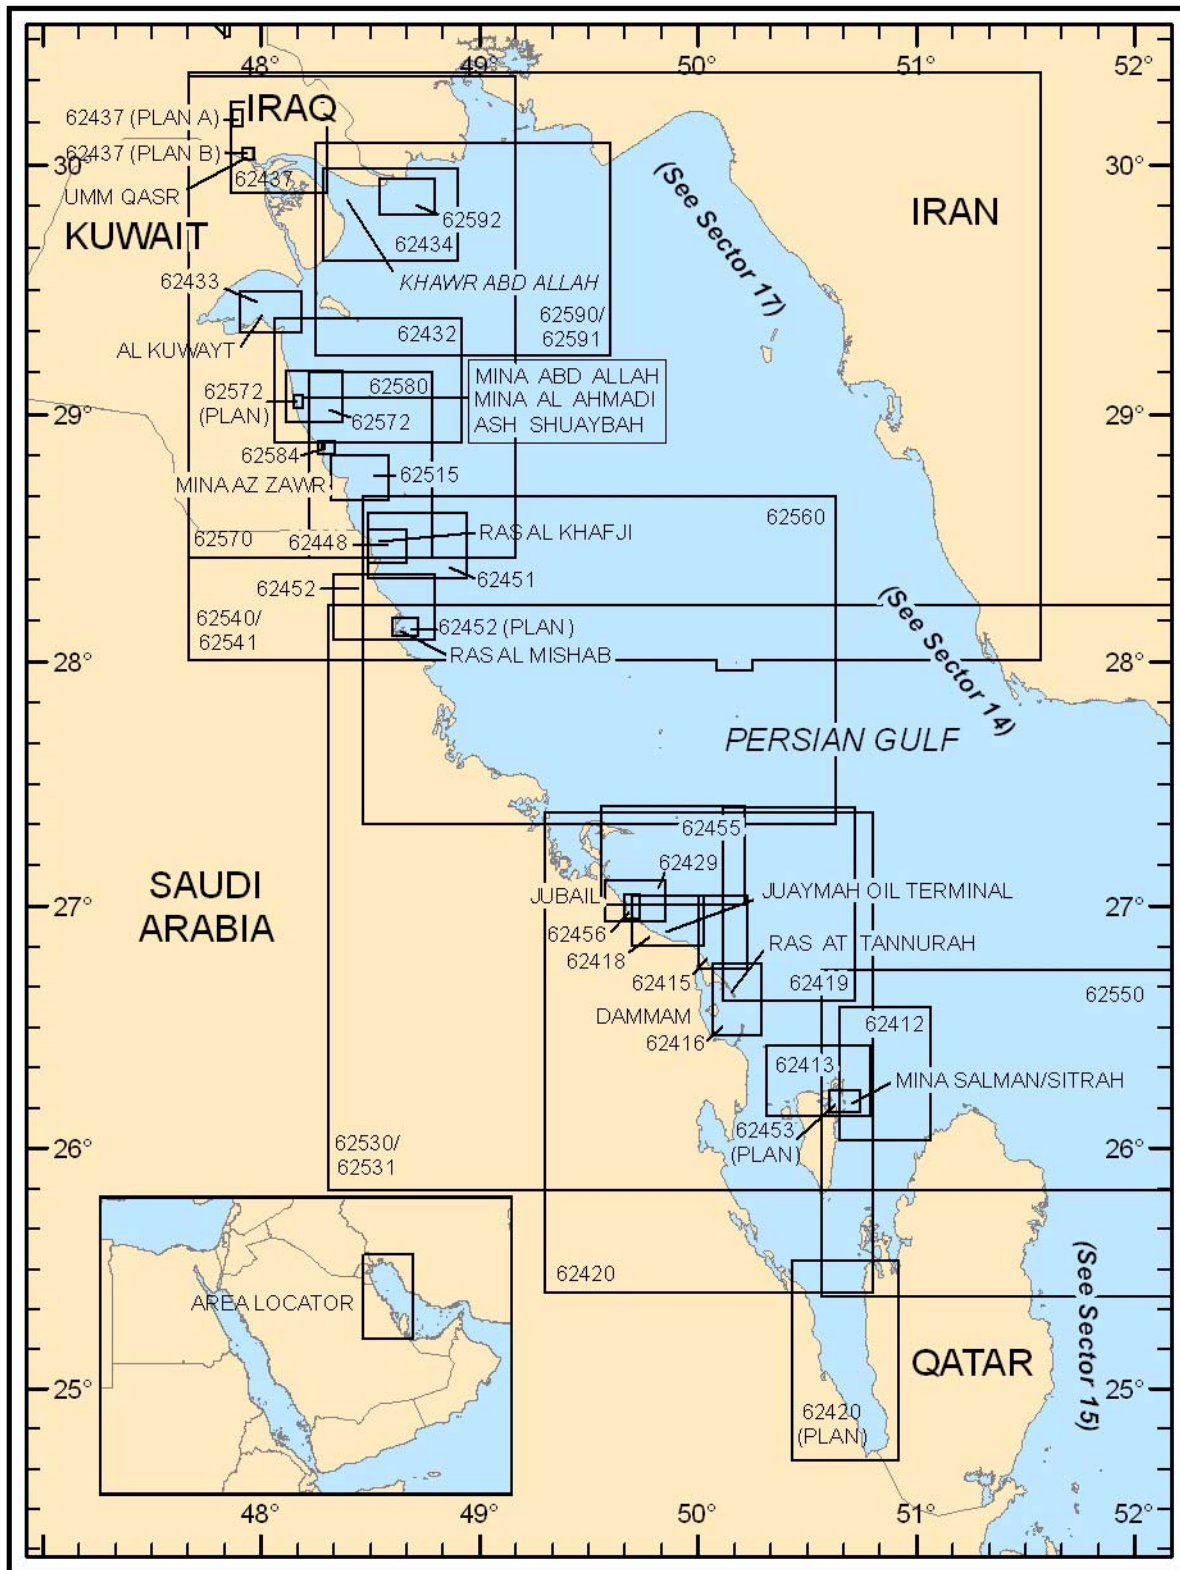 48°
49°
50°
51°
52°
62437 (PLAN A)
IRAQ
62437 (PLAN B)
30°
30°
62437
UMM QASR
(See Sector 17)
IRAN
KUWAIT
62592
62434
KHAWR ABD ALLAH
62433
62590/
62591
62432
AL KUWAYT
62580
MINA ABD ALLAH
MINA AL AHMADI
ASH SHUAYBAH
62572
(PLAN)
29°
29°
62572
62584
MINA AZ ZAWR
62515
62560
62570
62448
RAS AL KHAFJI
62451
62452
(See Sector 14)
62540/
62541
62452 (PLAN)
RAS AL MISHAB
28°
28°
PERSIAN GULF
62455
62429
SAUDI
ARABIA
JUBAIL
JUAYMAH OIL TERMINAL
27°
27°
62456
62418
RAS AT TANNURAH
62415
62419
62550
DAMMAM
62416
62412
62413
MINA SALMAN/SITRAH
62453
(PLAN)
62530/
62531
26°
26°
(See Sector 15)
62420
AREA LOCATOR
QATAR
25°
25°
62420
(PLAN)
48°
49°
50°
51°
52°